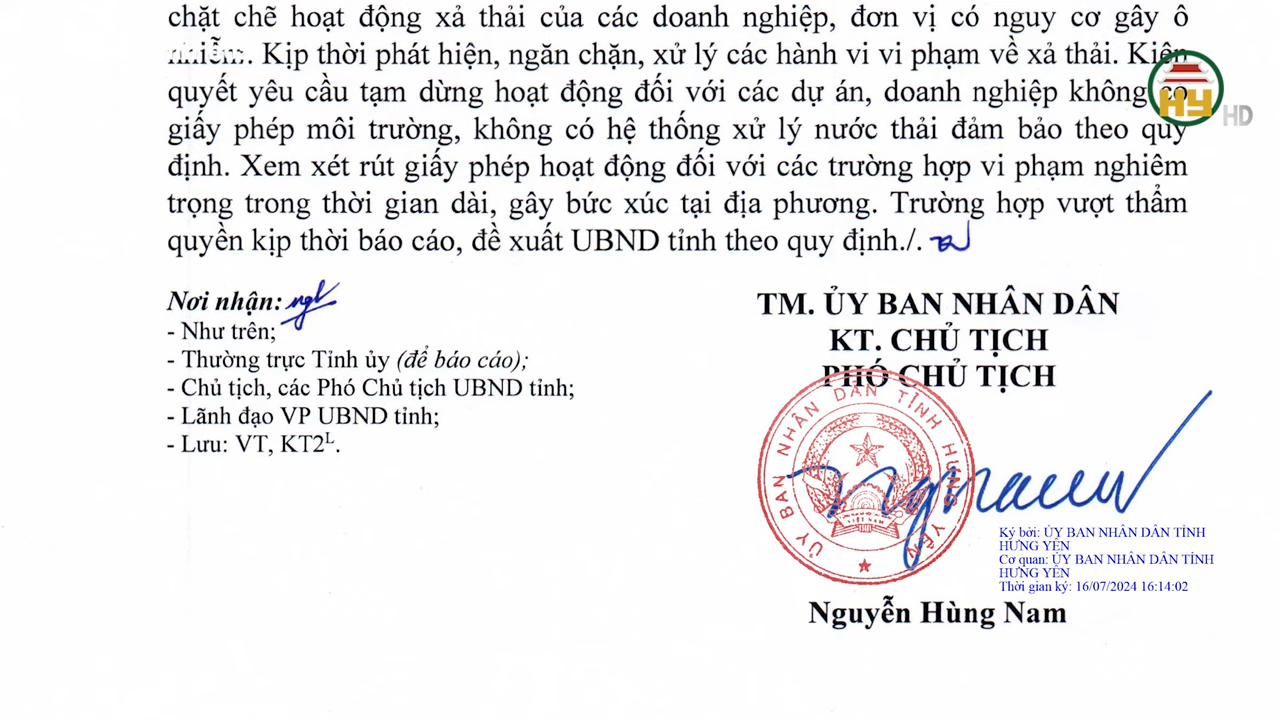 chặt chẽ hoạt động xả thải của các doanh nghiệp, đơn vị có nguy cơ gây ô
nhiễm. Kịp thời phát hiện, ngăn chặn, xử lý các hành vi vi phạm về xả thải. Kiên
quyết yêu cầu tạm dừng hoạt động đối với các dự án, doanh nghiệp không có
giấy phép môi trường, không có hệ thống xử lý nước thải đảm bảo theo quy
định. Xem xét rút giấy phép hoạt động đối với các trường hợp vi phạm nghiêm
trọng trong thời gian dài, gây bức xúc tại địa phương. Trường hợp vượt thẩm
quyền kịp thời báo cáo, đề xuất UBND tỉnh theo quy định./.
HY HD
Nơi nhận:
- Như trên;
- Thường trực Tỉnh ủy (để báo cáo);
- Chủ tịch, các Phó Chủ tịch UBND tỉnh;
- Lãnh đạo VP UBND tỉnh;
- Lưu: VT, KT2L.
TM. ỦY BAN NHÂN DÂN
KT. CHỦ TỊCH
PHÓ CHỦ TỊCH
ỦY BAN NHÂN DÂN TỈNH HƯNG YÊN
VIỆT NAM
Ký bởi: ỦY BAN NHÂN DÂN TỈNH
HƯNG YÊN
Cơ quan: ỦY BAN NHÂN DÂN TỈNH
HƯNG YÊN
Thời gian ký: 16/07/2024 16:14:02
Nguyễn Hùng Nam